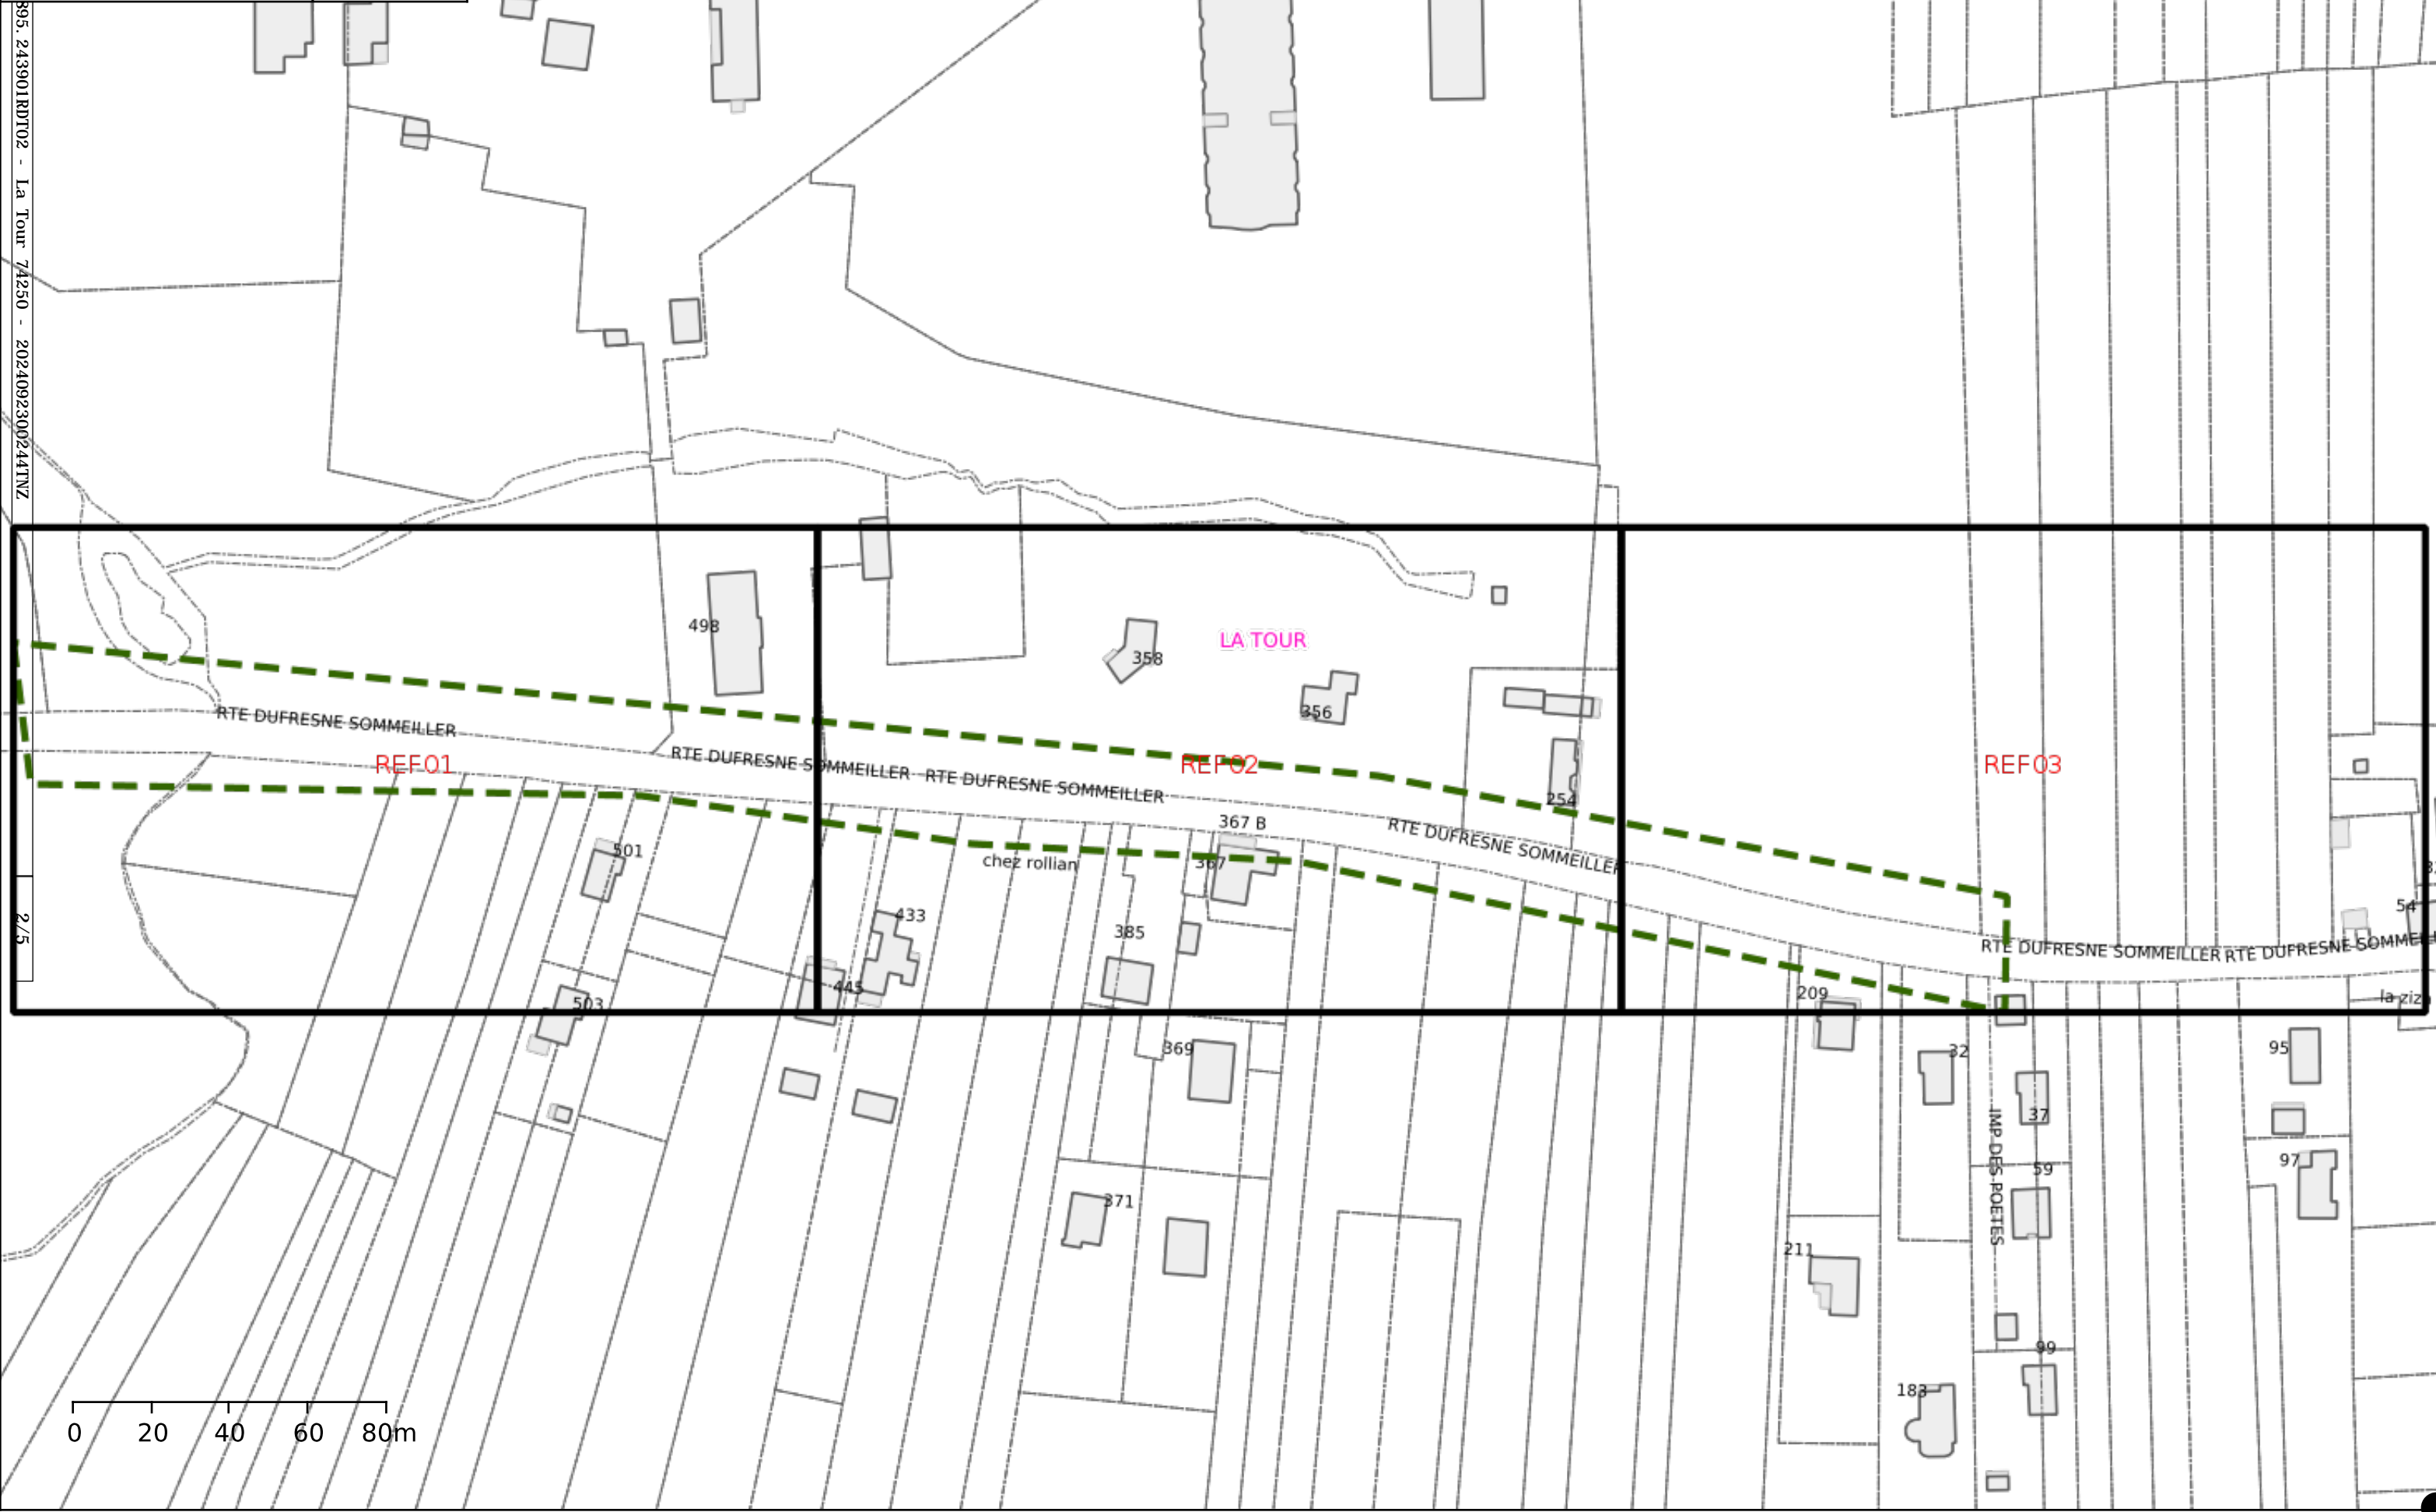 895. 243901RDT02 - La Tour 74250 - 2024092300244TNZ
2/5
498
358
LA TOUR
356
254
RTE DUFRESNE SOMMEILLER
RTE DUFRESNE SOMMEILLER
RTE DUFRESNE SOMMEILLER
RTE DUFRESNE SOMMEILLER
REF01
REF02
REF03
367 B
chez rollian
367
501
433
385
445
503
54
RTE DUFRESNE SOMMEILLER
RTE DUFRESNE SOMMEI
209
la ziz
369
32
95
37
IMP DES POETES
59
97
371
211
99
183
0 20 40 60 80m